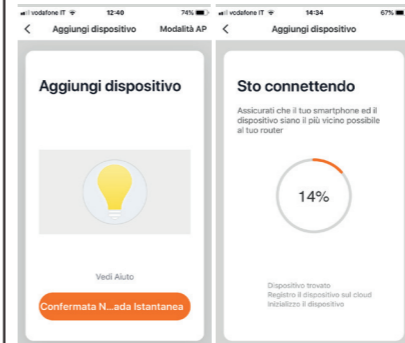 vodafone IT 12:40 74%
Aggiungi dispositivo Modalità AP
Aggiungi dispositivo
Vedi Aiuto
Confermata N...ada Istantanea
vodafone IT 14:34 67%
Aggiungi dispositivo
Sto connettendo
Assicurati che il tuo smartphone ed il
dispositivo siano il più vicino possibile
al tuo router
14%
Dispositivo trovato
Registro il dispositivo sul cloud
Inizializzo il dispositivo